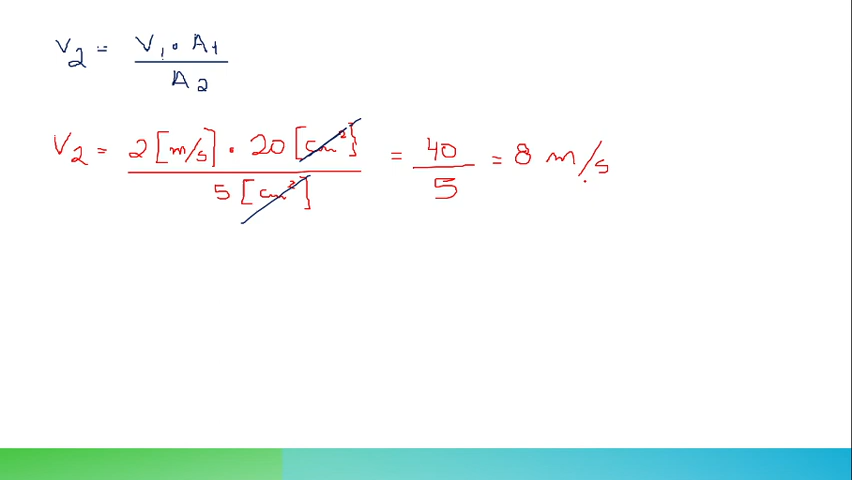 V₂ = V₁ · A₁ / A₂
V₂ = 2 [m/s] · 20 [cm²] / 5 [cm²] = 40 / 5 = 8 m/s